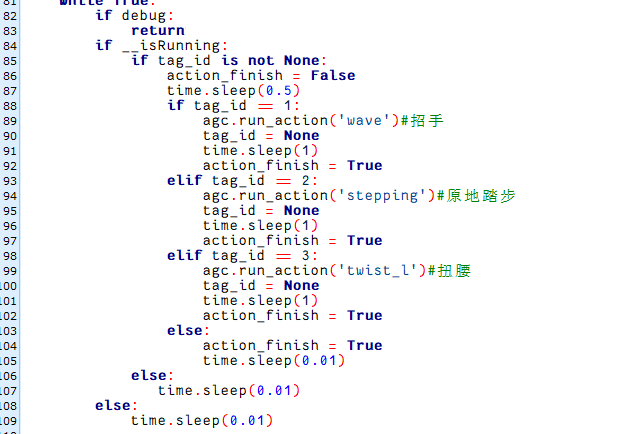 81 while True:
82 if debug:
83 return
84 if __isRunning:
85 if tag_id is not None:
86 action_finish = False
87 time.sleep(0.5)
88 if tag_id == 1:
89 agc.run_action('wave')#招手
90 tag_id = None
91 time.sleep(1)
92 action_finish = True
93 elif tag_id == 2:
94 agc.run_action('stepping')#原地踏步
95 tag_id = None
96 time.sleep(1)
97 action_finish = True
98 elif tag_id == 3:
99 agc.run_action('twist_l')#扭腰
100 tag_id = None
101 time.sleep(1)
102 action_finish = True
103 else:
104 action_finish = True
105 time.sleep(0.01)
106 else:
107 time.sleep(0.01)
108 else:
109 time.sleep(0.01)